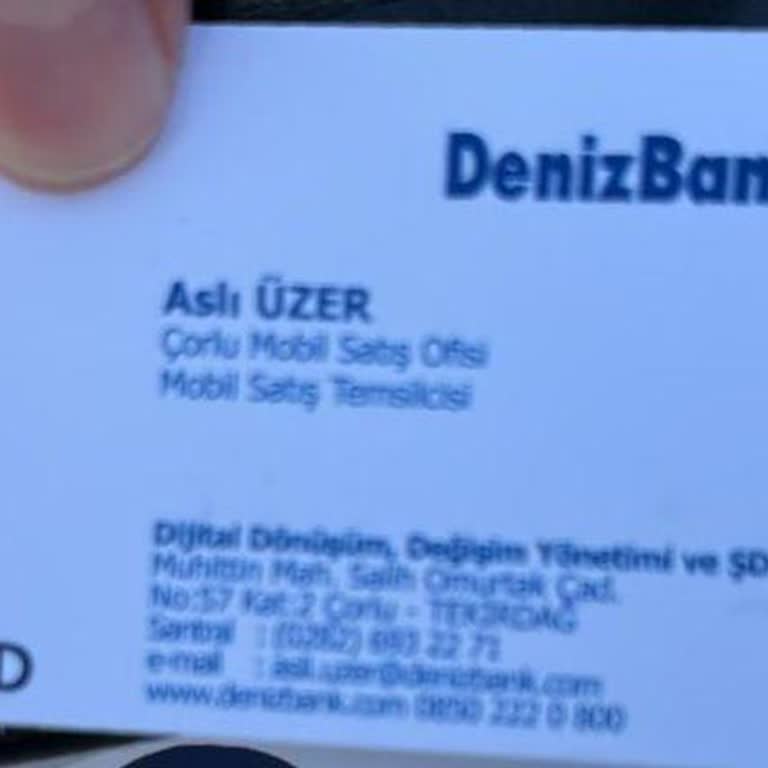 DenizBan
Aslı ÜZER
Çorlu Mobil Satış Ofisi
Mobil Satış Temsilcisi
Dijital Dönüşüm, Değişim Yönetimi ve ŞD
Muhittin Mah. Salih Omurtak Cad.
No:57 Kat:2 Çorlu - TEKİRDAĞ
Santral : (0282) 22 71
e-mail : asli.uzer@denizbank.com
www.denizbank.com 0850 222 0 800
D